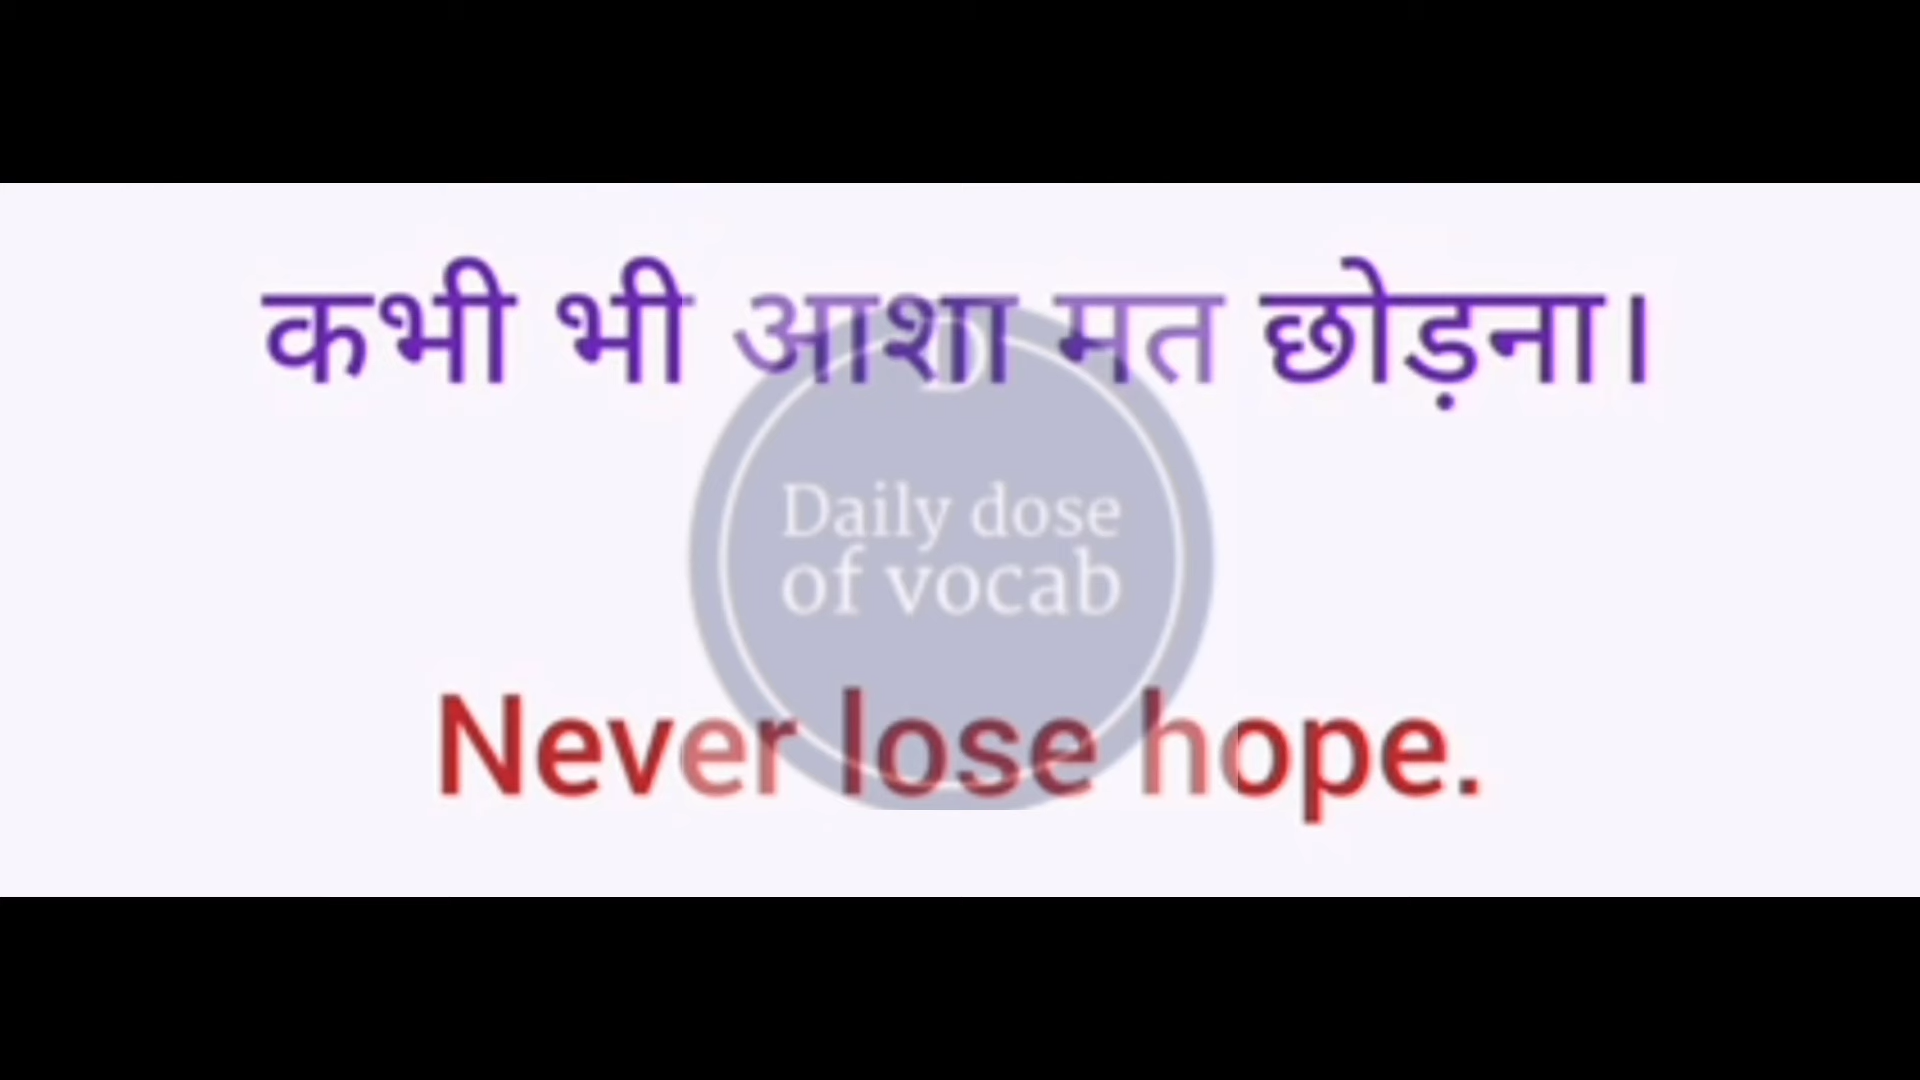 कभी भी आशा मत छोड़ना।
Daily dose
of vocab
Never lose hope.